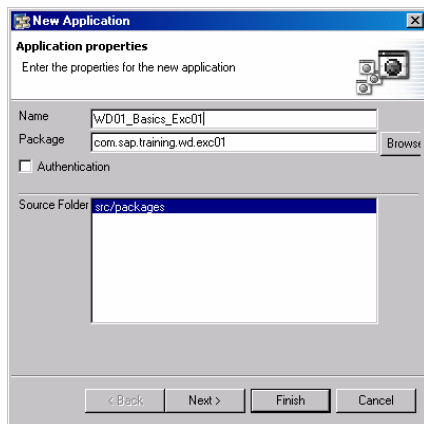 New Application
Application properties
Enter the properties for the new application
Name WD01_Basics_Exc01
Package com.sap.training.wd.exc01 Browse
Authentication
Source Folder src/packages
< Back Next > Finish Cancel